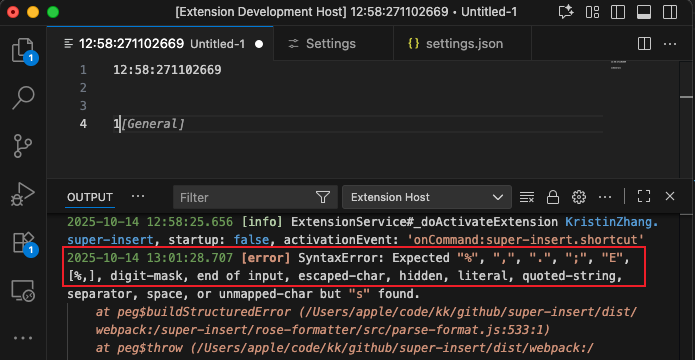 [Extension Development Host] 12:58:271102669 • Untitled-1
12:58:271102669 Untitled-1
Settings
{} settings.json
1
1 12:58:271102669
2
3
4 1[General]
OUTPUT
Filter
Extension Host
2025-10-14 12:58:25.656 [info] ExtensionService#_doActivateExtension KristinZhang.
super-insert, startup: false, activationEvent: 'onCommand:super-insert.shortcut'
2025-10-14 13:01:28.707 [error] SyntaxError: Expected "%", ",", ".", ";", "E",
[%,], digit-mask, end of input, escaped-char, hidden, literal, quoted-string,
separator, space, or unmapped-char but "s" found.
at peg$buildStructuredError (/Users/apple/code/kk/github/super-insert/dist/
webpack:/super-insert/rose-formatter/src/parse-format.js:533:1)
at peg$throw (/Users/apple/code/kk/github/super-insert/dist/webpack:/
1